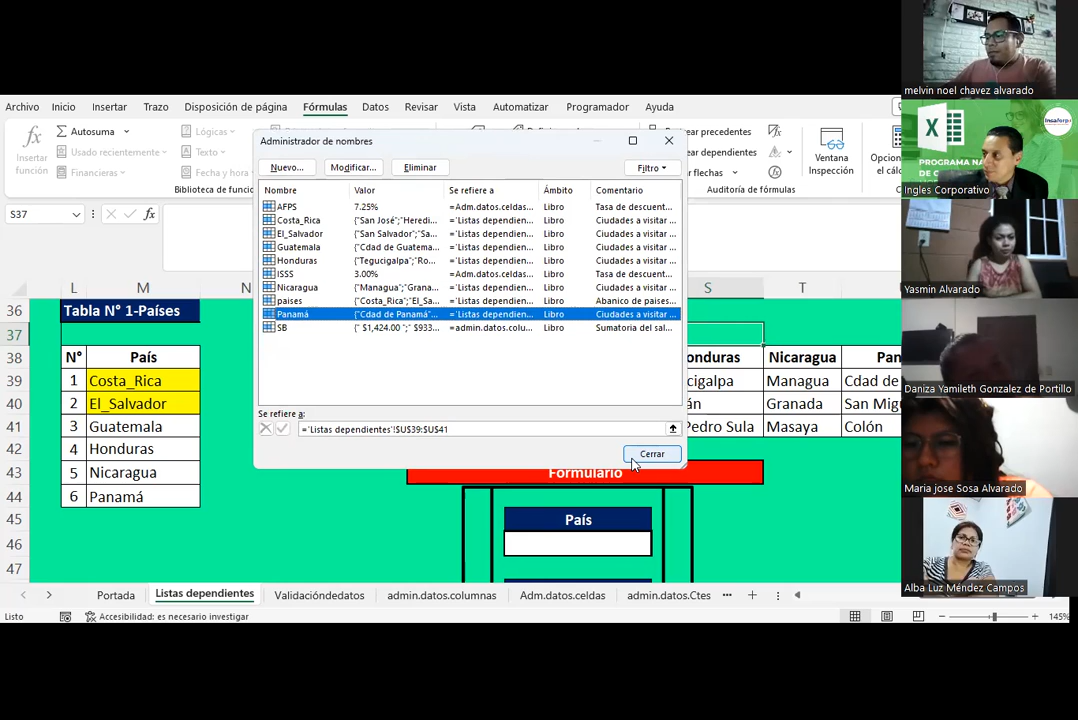 Archivo Inicio Insertar Trazo Disposición de página Fórmulas Datos Revisar Vista Automatizar Programador Ayuda
Insertar función
Autosuma
Usado recientemente
Financieras
Lógicas
Texto
Fecha y hora
Biblioteca de func
precedentes
dependientes
flechas
Auditoría de fórmulas
Ventana Inspección
Opcion
el cálc
S37
fx
Administrador de nombres
Nuevo... Modificar... Eliminar Filtro
Nombre Valor Se refiere a Ámbito Comentario
AFPS 7.25% =Adm.datos.celdas... Libro Tasa de descuent...
Costa_Rica {"San José";"Heredi... ='Listas dependien... Libro Ciudades a visitar ...
El_Salvador {"San Salvador";"Sa... ='Listas dependien... Libro Ciudades a visitar ...
Guatemala {"Cdad de Guatema... ='Listas dependien... Libro Ciudades a visitar ...
Honduras {"Tegucigalpa";"Ro... ='Listas dependien... Libro Ciudades a visitar ...
ISSS 3.00% =Adm.datos.celdas... Libro Tasa de descuent...
Nicaragua {"Managua";"Grana... ='Listas dependien... Libro Ciudades a visitar ...
paises {"Costa_Rica";"El_Sa... ='Listas dependien... Libro Abanico de paises...
Panamá {"Cdad de Panamá"... ='Listas dependien... Libro Ciudades a visitar ...
SB {" $1,424.00 ";" $933... =admin.datos.colu... Libro Sumatoria del sal...
Se refiere a:
='Listas dependientes'!$U$39:$U$41
Cerrar
L M N S T
36 Tabla N° 1-Países
37
38 N° País onduras Nicaragua Pan
39 1 Costa_Rica cigalpa Managua Cdad de
40 2 El_Salvador án Granada San Mig
41 3 Guatemala Pedro Sula Masaya Colón
42 4 Honduras
43 5 Nicaragua Formulario
44 6 Panamá
45 País
46
47
Portada Listas dependientes Validacióndedatos admin.datos.columnas Adm.datos.celdas admin.datos.Ctes ...
Listo Accesibilidad: es necesario investigar 145%
melvin noel chavez alvarado
X
Incaforp
PROGRAMA NA
DE C
Ingles Corporativo
Yasmin Alvarado
Daniza Yamileth Gonzalez de Portillo
Maria jose Sosa Alvarado
Alba Luz Méndez Campos